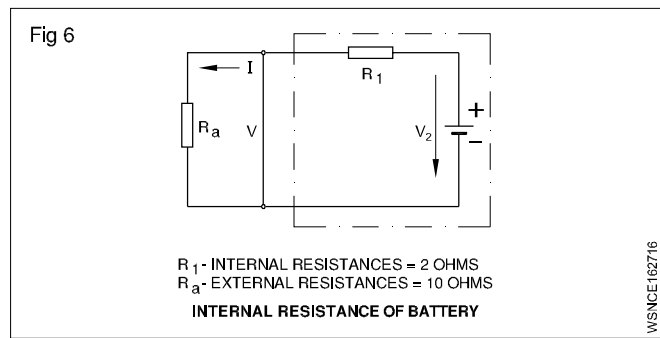 Fig 6
I
R1
Ra
V
V2
+
–
R1- INTERNAL RESISTANCES = 2 OHMS
Ra- EXTERNAL RESISTANCES = 10 OHMS
INTERNAL RESISTANCE OF BATTERY
WSNCE162716